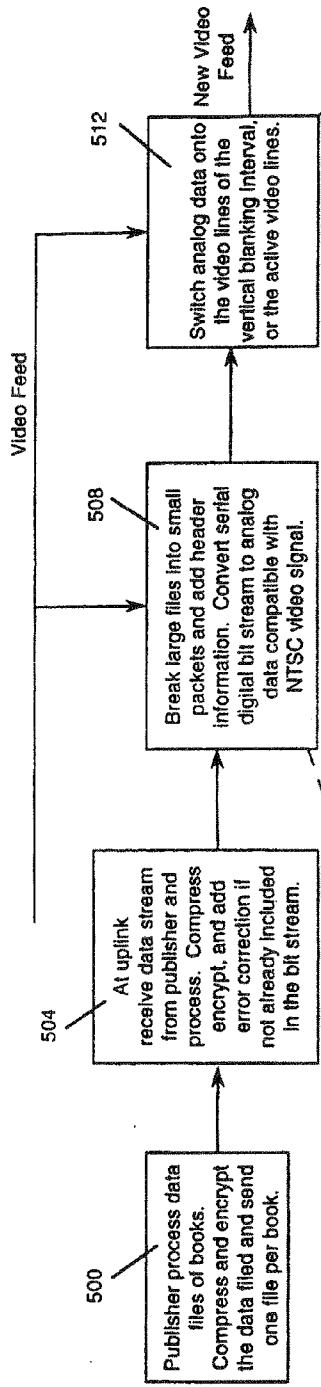 Video Feed
500
Publisher process data
files of books.
Compress and encrypt
the data filed and send
one file per book.
504
At uplink
receive data stream
from publisher and
process. Compress
encrypt, and add
error correction if
not already included
in the bit stream.
508
Break large files into small
packets and add header
information. Convert serial
digital bit stream to analog
data compatible with
NTSC video signal.
512
Switch analog data onto
the video lines of the
vertical blanking interval,
or the active video lines.
New Video
Feed